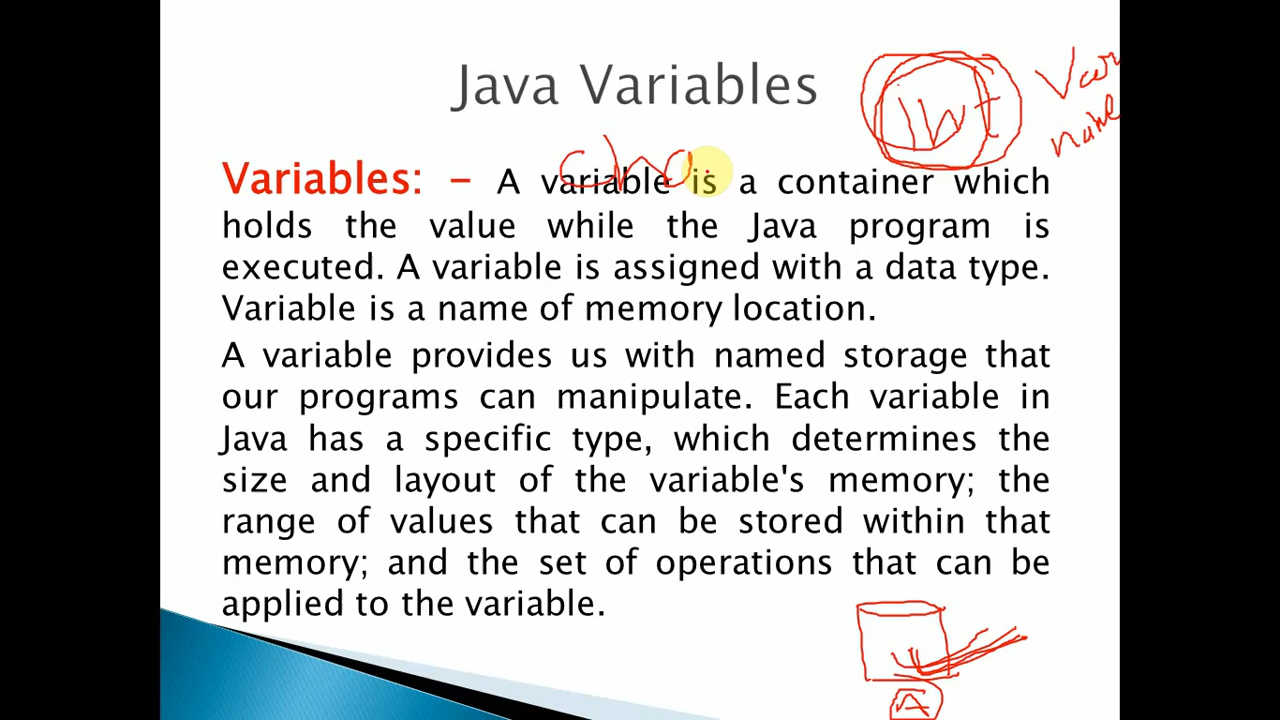 Java Variables
Int Var
name
cha
Variables: – A variable is a container which
holds the value while the Java program is
executed. A variable is assigned with a data type.
Variable is a name of memory location.
A variable provides us with named storage that
our programs can manipulate. Each variable in
Java has a specific type, which determines the
size and layout of the variable's memory; the
range of values that can be stored within that
memory; and the set of operations that can be
applied to the variable.
A